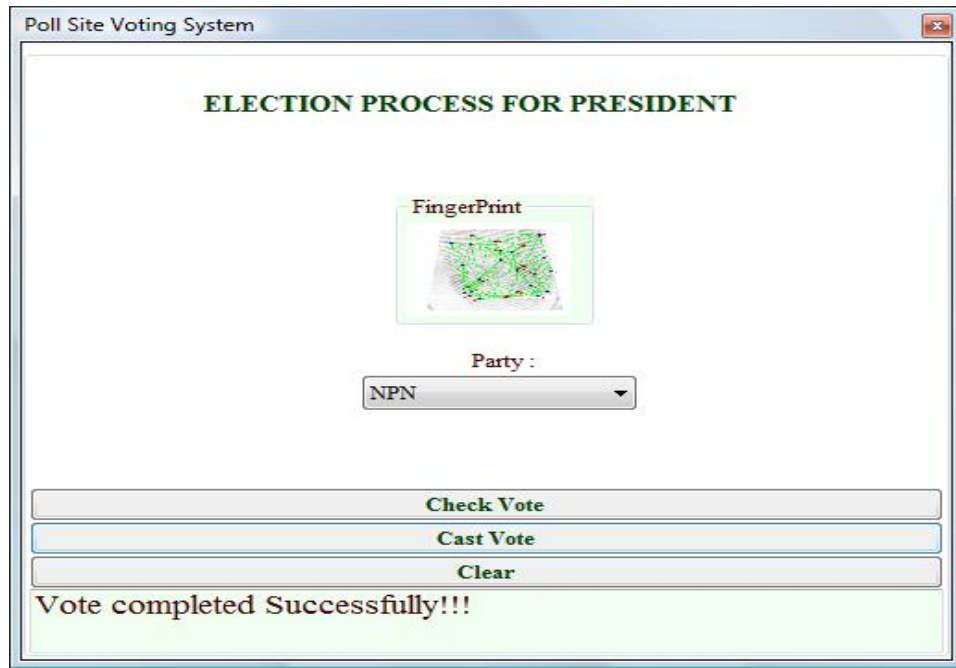 Poll Site Voting System
ELECTION PROCESS FOR PRESIDENT
FingerPrint
Party :
NPN
Check Vote
Cast Vote
Clear
Vote completed Successfully!!!